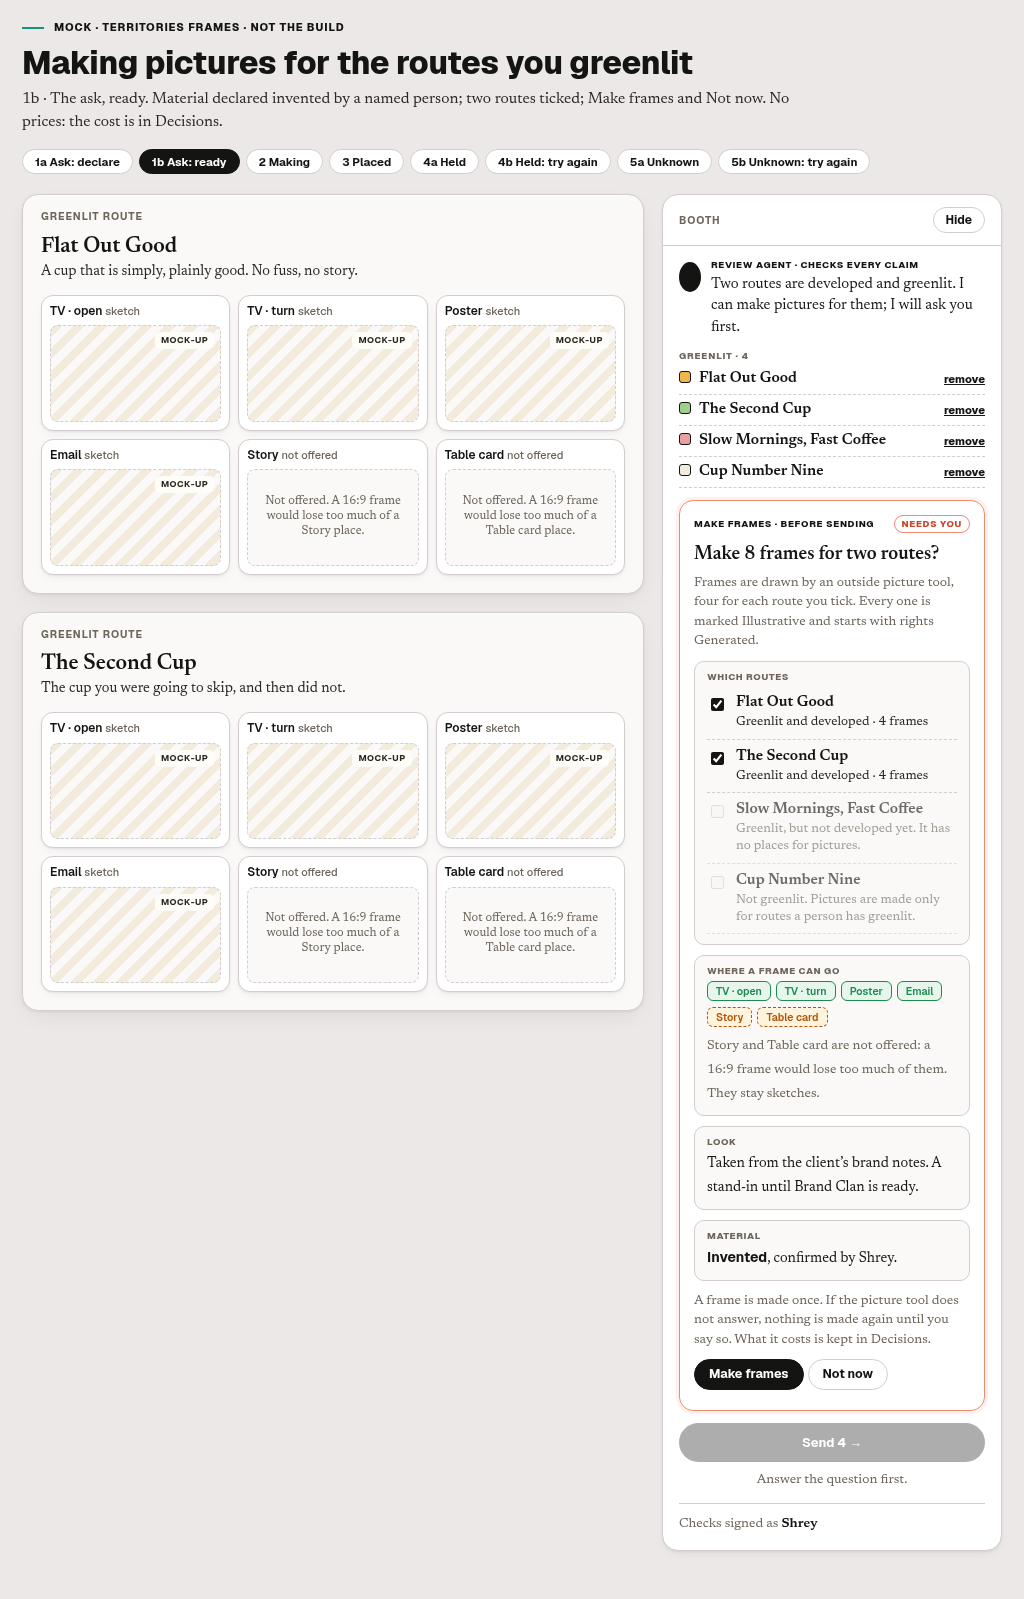 MOCK · TERRITORIES FRAMES · NOT THE BUILD
Making pictures for the routes you greenlit
1b · The ask, ready. Material declared invented by a named person; two routes ticked; Make frames and Not now. No
prices: the cost is in Decisions.
1a Ask: declare
1b Ask: ready
2 Making
3 Placed
4a Held
4b Held: try again
5a Unknown
5b Unknown: try again
GREENLIT ROUTE
Flat Out Good
A cup that is simply, plainly good. No fuss, no story.
TV · open sketch
MOCK-UP
TV · turn sketch
MOCK-UP
Poster sketch
MOCK-UP
Email sketch
MOCK-UP
Story not offered
Not offered. A 16:9 frame
would lose too much of a
Story place.
Table card not offered
Not offered. A 16:9 frame
would lose too much of a
Table card place.
GREENLIT ROUTE
The Second Cup
The cup you were going to skip, and then did not.
TV · open sketch
MOCK-UP
TV · turn sketch
MOCK-UP
Poster sketch
MOCK-UP
Email sketch
MOCK-UP
Story not offered
Not offered. A 16:9 frame
would lose too much of a
Story place.
Table card not offered
Not offered. A 16:9 frame
would lose too much of a
Table card place.
BOOTH
Hide
REVIEW AGENT · CHECKS EVERY CLAIM
Two routes are developed and greenlit. I
can make pictures for them; I will ask you
first.
GREENLIT · 4
Flat Out Good remove
The Second Cup remove
Slow Mornings, Fast Coffee remove
Cup Number Nine remove
MAKE FRAMES · BEFORE SENDING
NEEDS YOU
Make 8 frames for two routes?
Frames are drawn by an outside picture tool,
four for each route you tick. Every one is
marked Illustrative and starts with rights
Generated.
WHICH ROUTES
Flat Out Good
Greenlit and developed · 4 frames
The Second Cup
Greenlit and developed · 4 frames
Slow Mornings, Fast Coffee
Greenlit, but not developed yet. It has
no places for pictures.
Cup Number Nine
Not greenlit. Pictures are made only
for routes a person has greenlit.
WHERE A FRAME CAN GO
TV · open
TV · turn
Poster
Email
Story
Table card
Story and Table card are not offered: a
16:9 frame would lose too much of them.
They stay sketches.
LOOK
Taken from the client’s brand notes. A
stand-in until Brand Clan is ready.
MATERIAL
Invented, confirmed by Shrey.
A frame is made once. If the picture tool does
not answer, nothing is made again until you
say so. What it costs is kept in Decisions.
Make frames
Not now
Send 4 →
Answer the question first.
Checks signed as Shrey